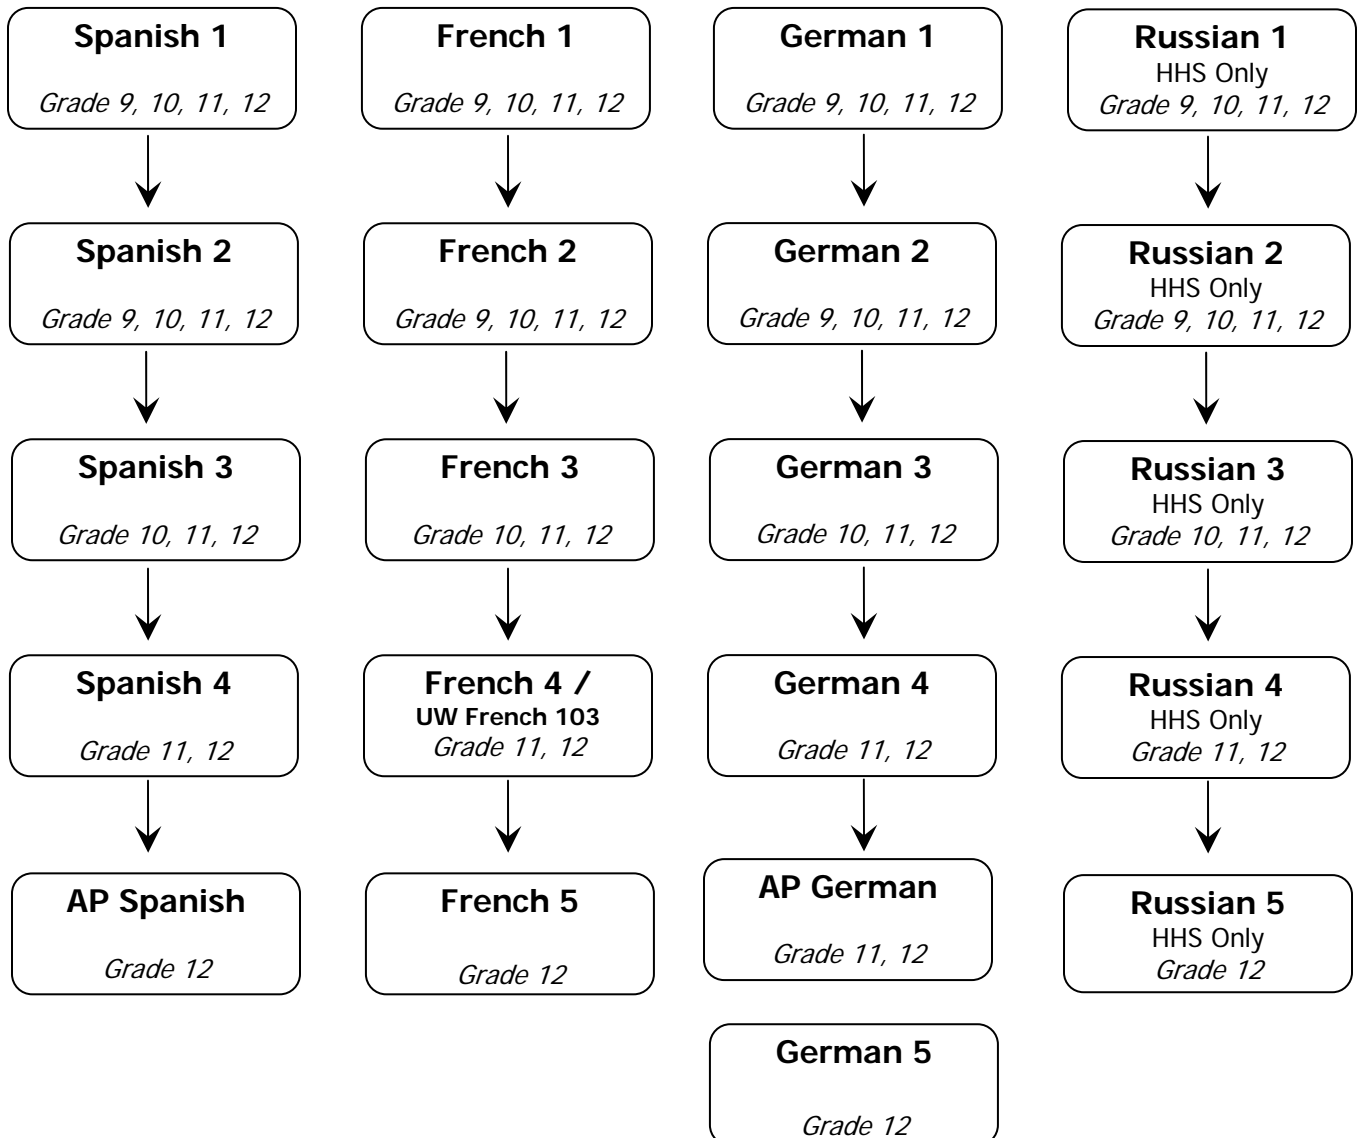 Spanish 1
Grade 9, 10, 11, 12
French 1
Grade 9, 10, 11, 12
German 1
Grade 9, 10, 11, 12
Russian 1
HHS Only
Grade 9, 10, 11, 12
Spanish 2
Grade 9, 10, 11, 12
French 2
Grade 9, 10, 11, 12
German 2
Grade 9, 10, 11, 12
Russian 2
HHS Only
Grade 9, 10, 11, 12
Spanish 3
Grade 10, 11, 12
French 3
Grade 10, 11, 12
German 3
Grade 10, 11, 12
Russian 3
HHS Only
Grade 10, 11, 12
Spanish 4
Grade 11, 12
French 4 /
UW French 103
Grade 11, 12
German 4
Grade 11, 12
Russian 4
HHS Only
Grade 11, 12
AP Spanish
Grade 12
French 5
Grade 12
AP German
Grade 11, 12
Russian 5
HHS Only
Grade 12
German 5
Grade 12